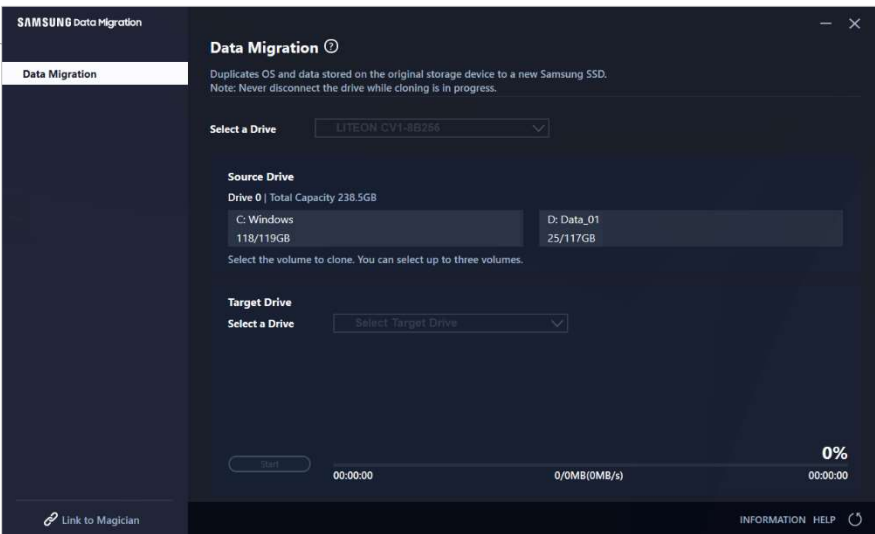 SAMSUNG Data Migration
Data Migration
Data Migration ?
Duplicates OS and data stored on the original storage device to a new Samsung SSD.
Note: Never disconnect the drive while cloning is in progress.
Select a Drive LITEON CV1-8B256
Source Drive
Drive 0 | Total Capacity 238.5GB
C: Windows D: Data_01
118/119GB 25/117GB
Select the volume to clone. You can select up to three volumes.
Target Drive
Select a Drive Select Target Drive
0%
Start
00:00:00 0/0MB(0MB/s) 00:00:00
Link to Magician INFORMATION HELP